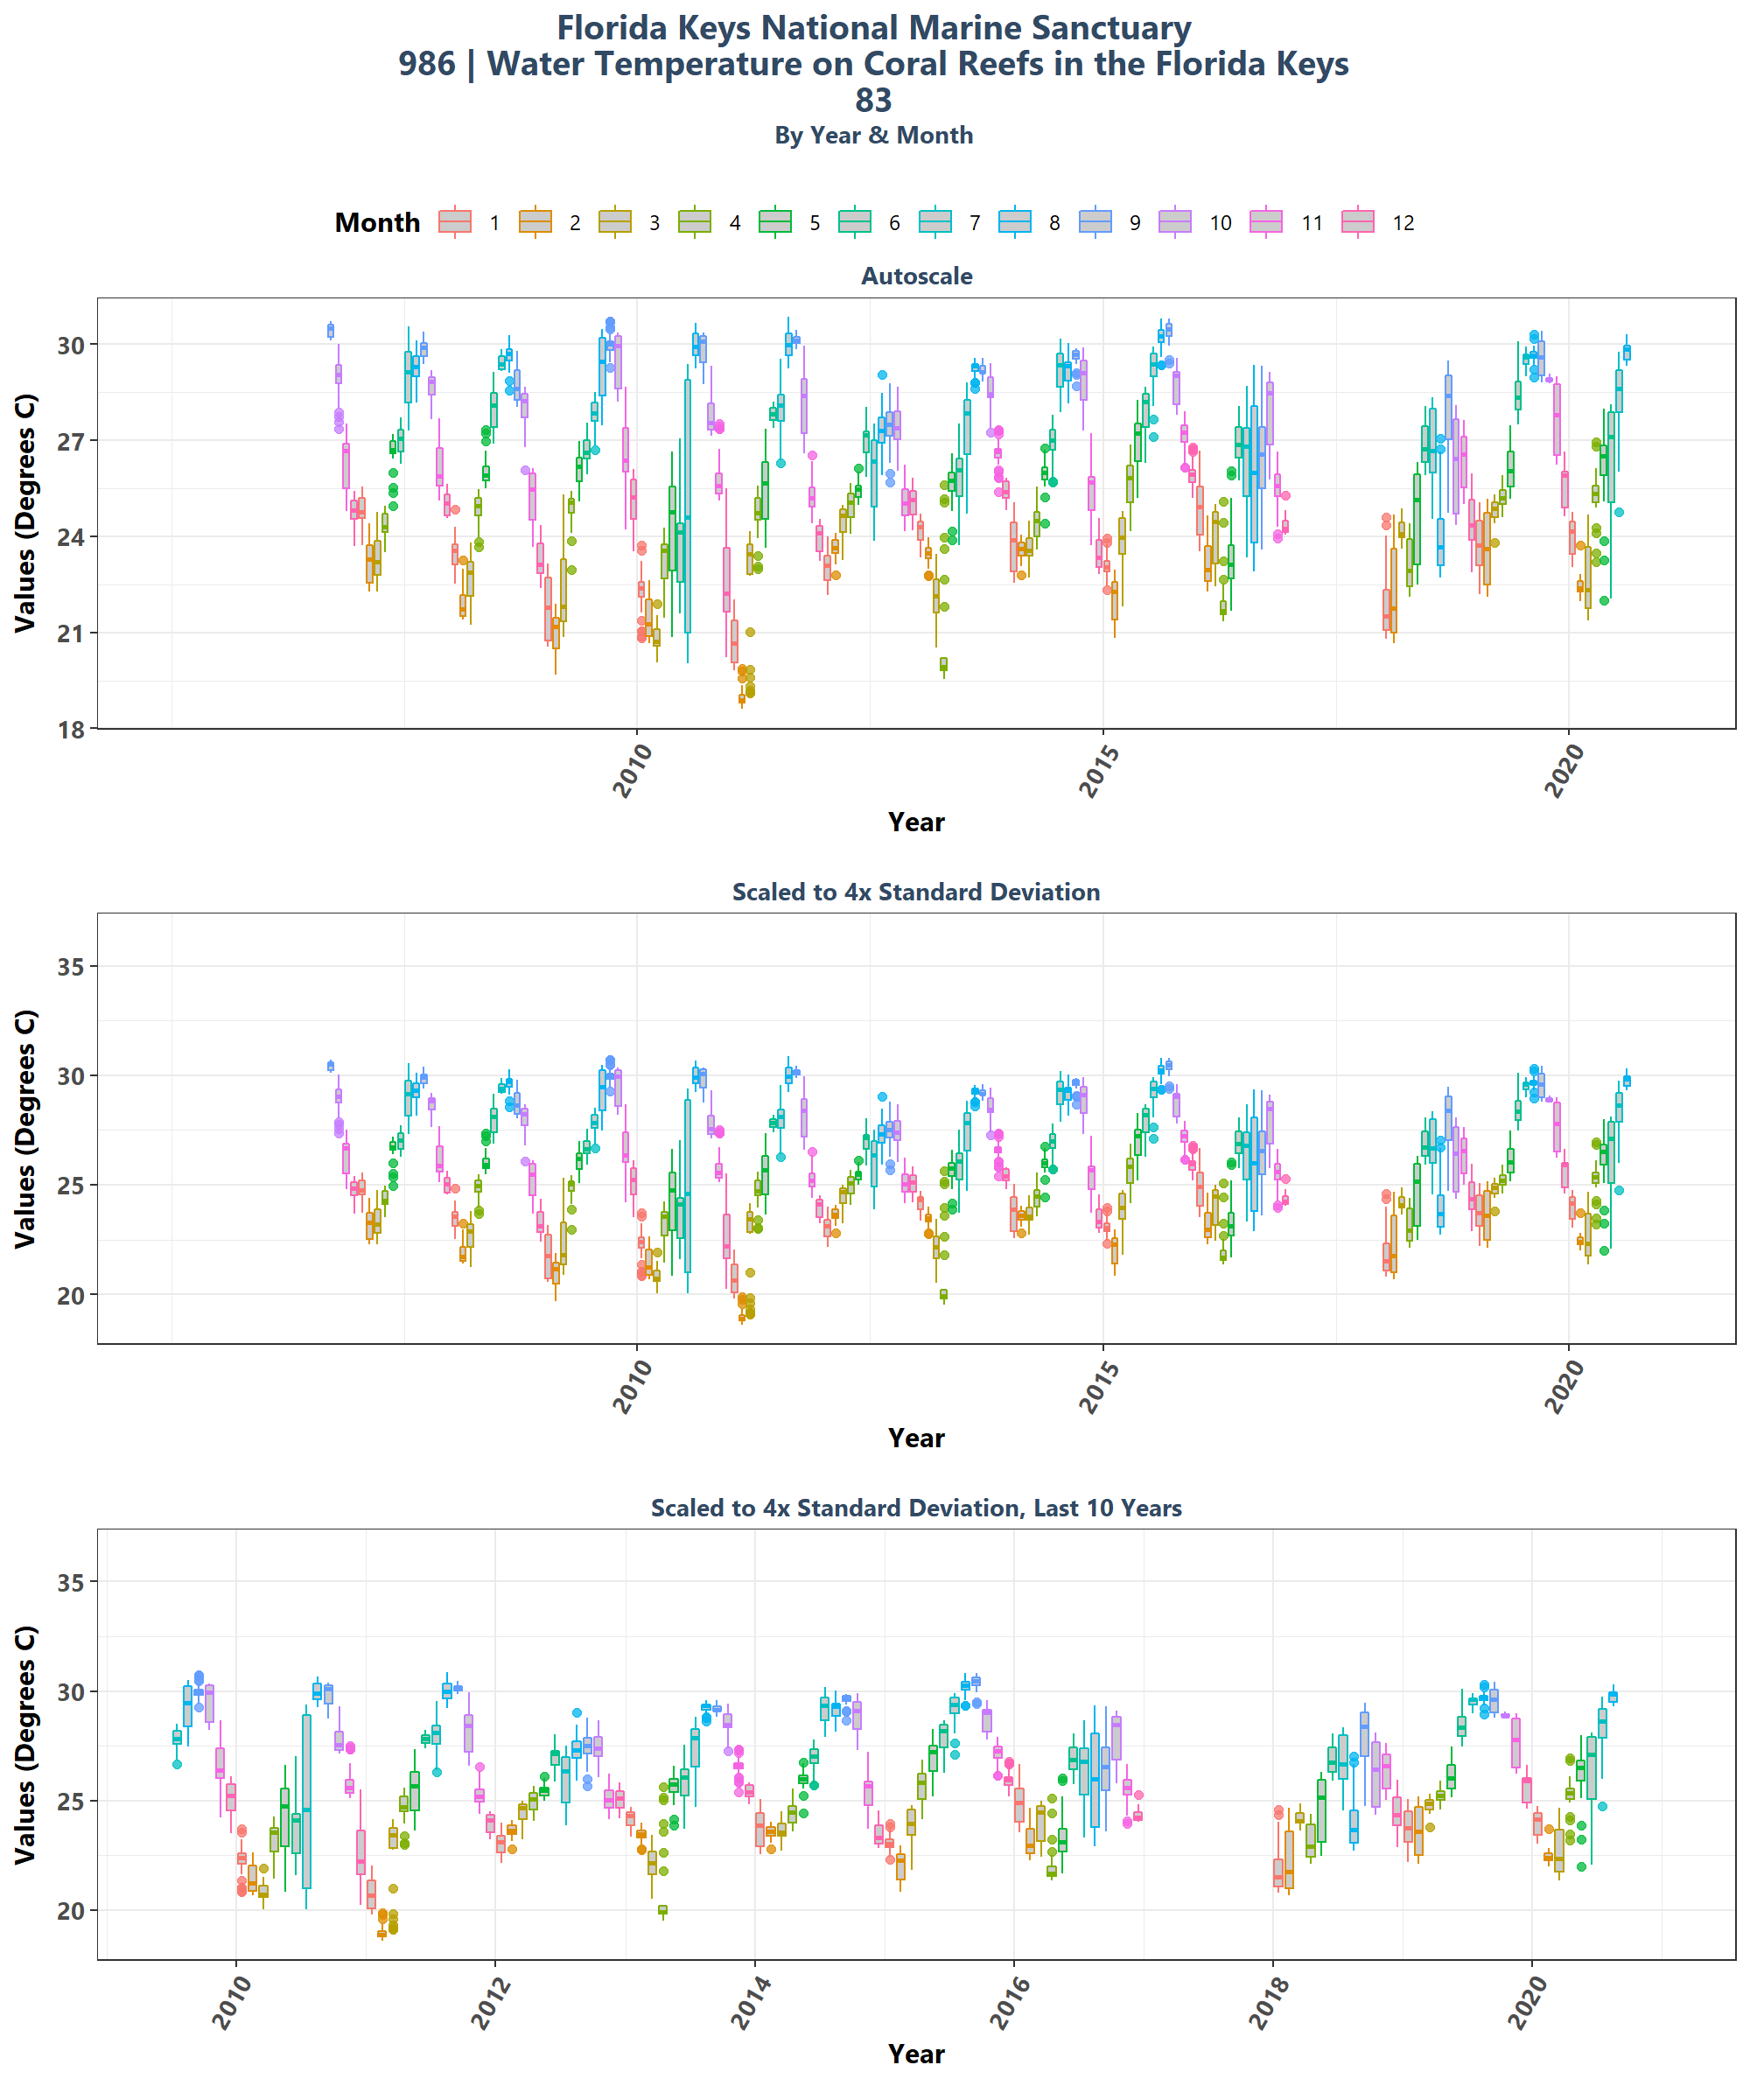 Florida Keys National Marine Sanctuary
986 | Water Temperature on Coral Reefs in the Florida Keys
83
By Year & Month
Month 1 2 3 4 5 6 7 8 9 10 11 12
Autoscale
Values (Degrees C)
30
27
24
21
18
2010 2015 2020
Year
Scaled to 4x Standard Deviation
Values (Degrees C)
35
30
25
20
2010 2015 2020
Year
Scaled to 4x Standard Deviation, Last 10 Years
Values (Degrees C)
35
30
25
20
2010 2012 2014 2016 2018 2020
Year